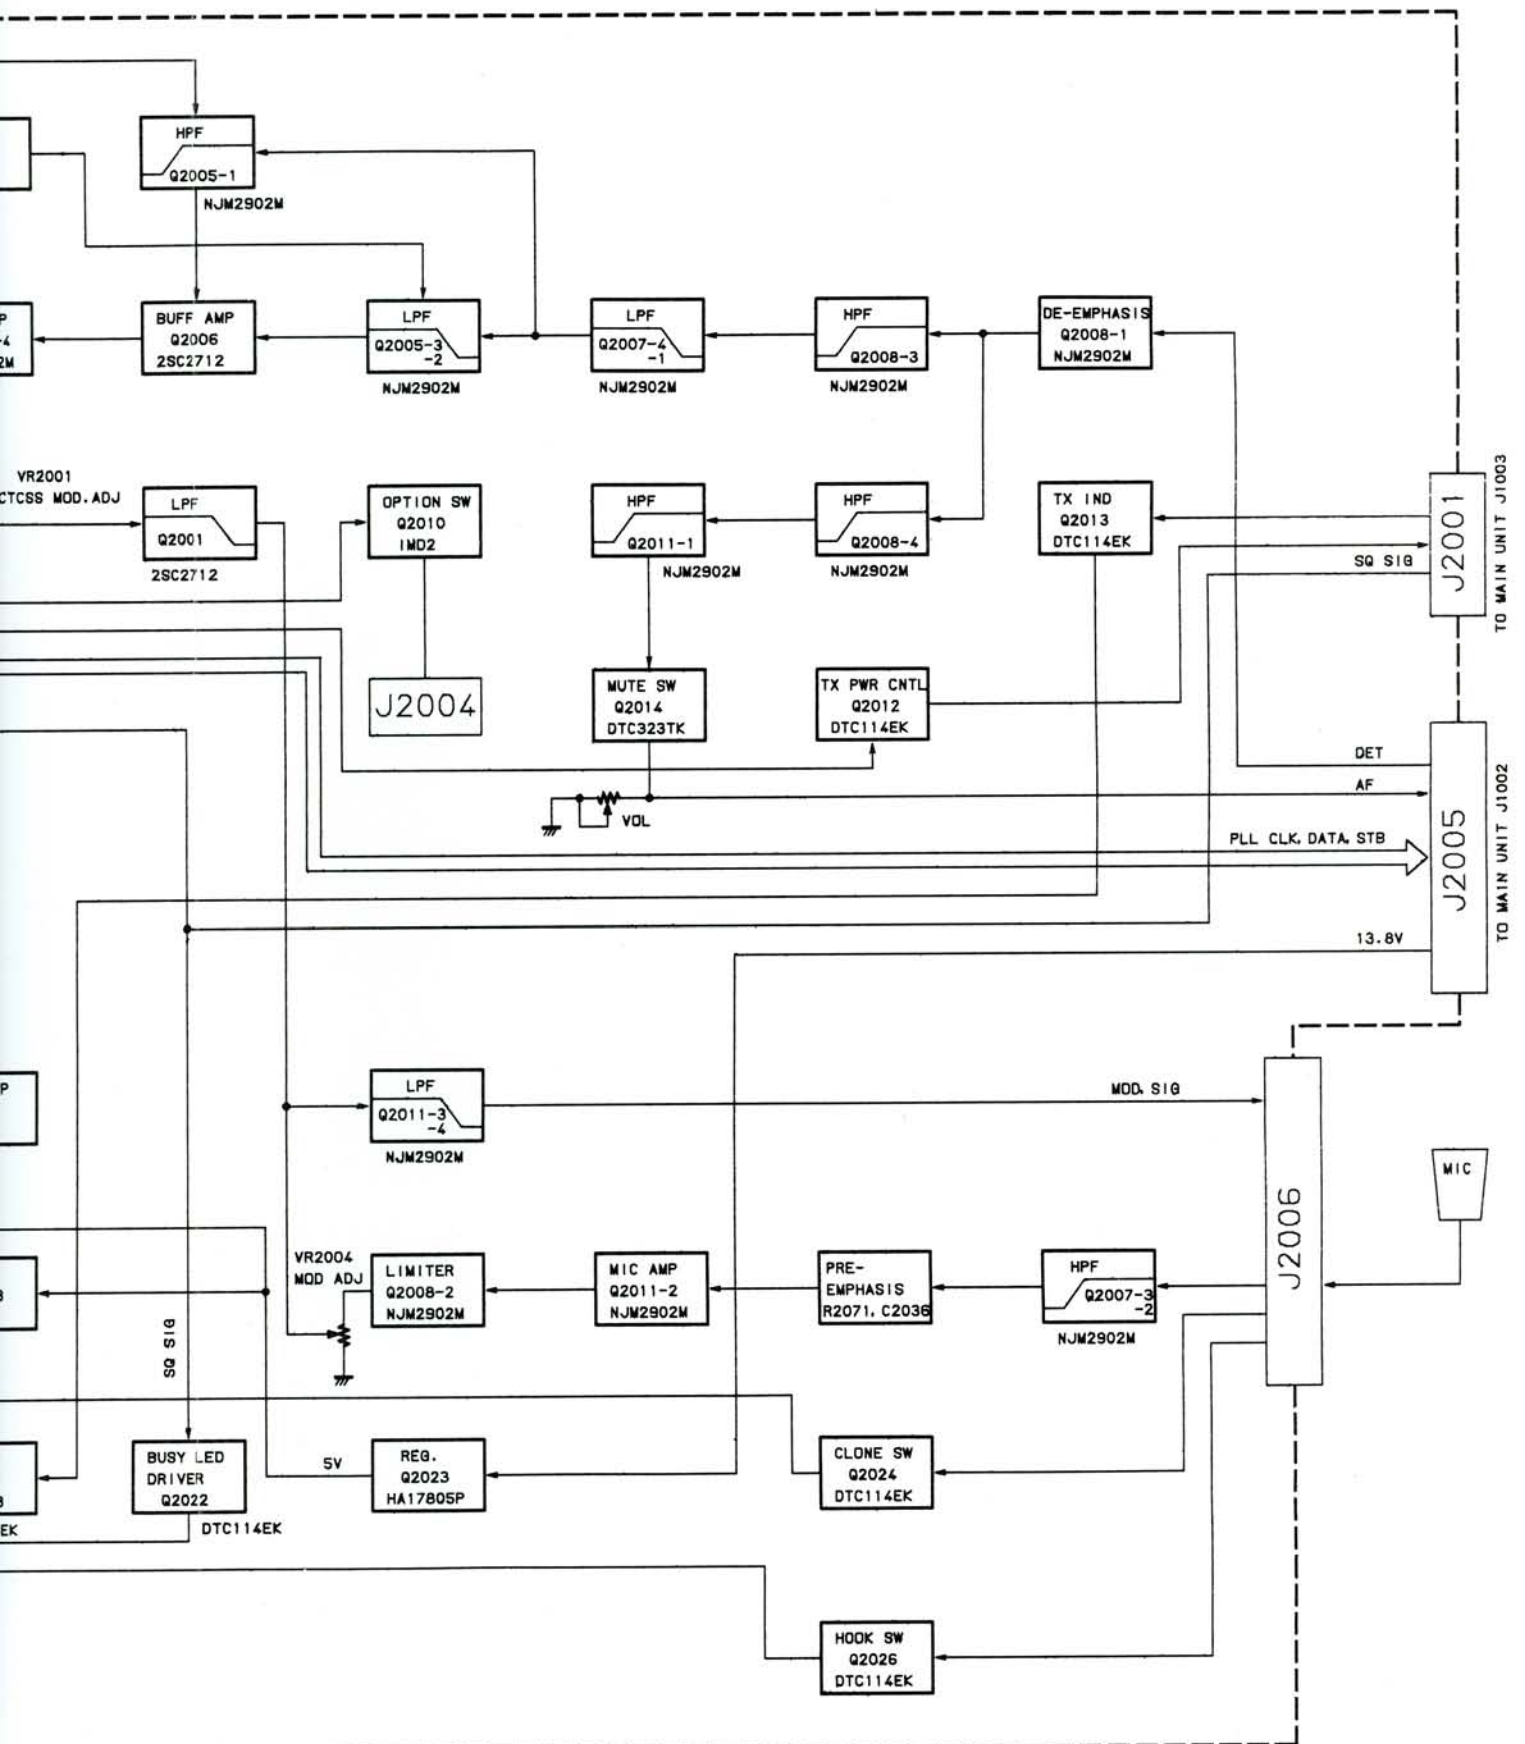 HPF
Q2005-1
NJM2902M
P
-4
2M
BUFF AMP
Q2006
2SC2712
LPF
Q2005-3
-2
NJM2902M
LPF
Q2007-4
-1
NJM2902M
HPF
Q2008-3
NJM2902M
DE-EMPHASIS
Q2008-1
NJM2902M
VR2001
CTCSS MOD.ADJ
LPF
Q2001
2SC2712
OPTION SW
Q2010
IMD2
HPF
Q2011-1
NJM2902M
HPF
Q2008-4
NJM2902M
TX IND
Q2013
DTC114EK
SQ SIG
J2001
TO MAIN UNIT J1003
J2004
MUTE SW
Q2014
DTC323TK
TX PWR CNTL
Q2012
DTC114EK
VOL
DET
AF
PLL CLK, DATA, STB
13.8V
J2005
TO MAIN UNIT J1002
P
LPF
Q2011-3
-4
NJM2902M
MOD. SIG
J2006
MIC
VR2004
MOD ADJ
LIMITER
Q2008-2
NJM2902M
MIC AMP
Q2011-2
NJM2902M
PRE-
EMPHASIS
R2071, C2036
HPF
Q2007-3
-2
NJM2902M
SQ SIG
EK
BUSY LED
DRIVER
Q2022
DTC114EK
5V
REG.
Q2023
HA17805P
CLONE SW
Q2024
DTC114EK
HOOK SW
Q2026
DTC114EK